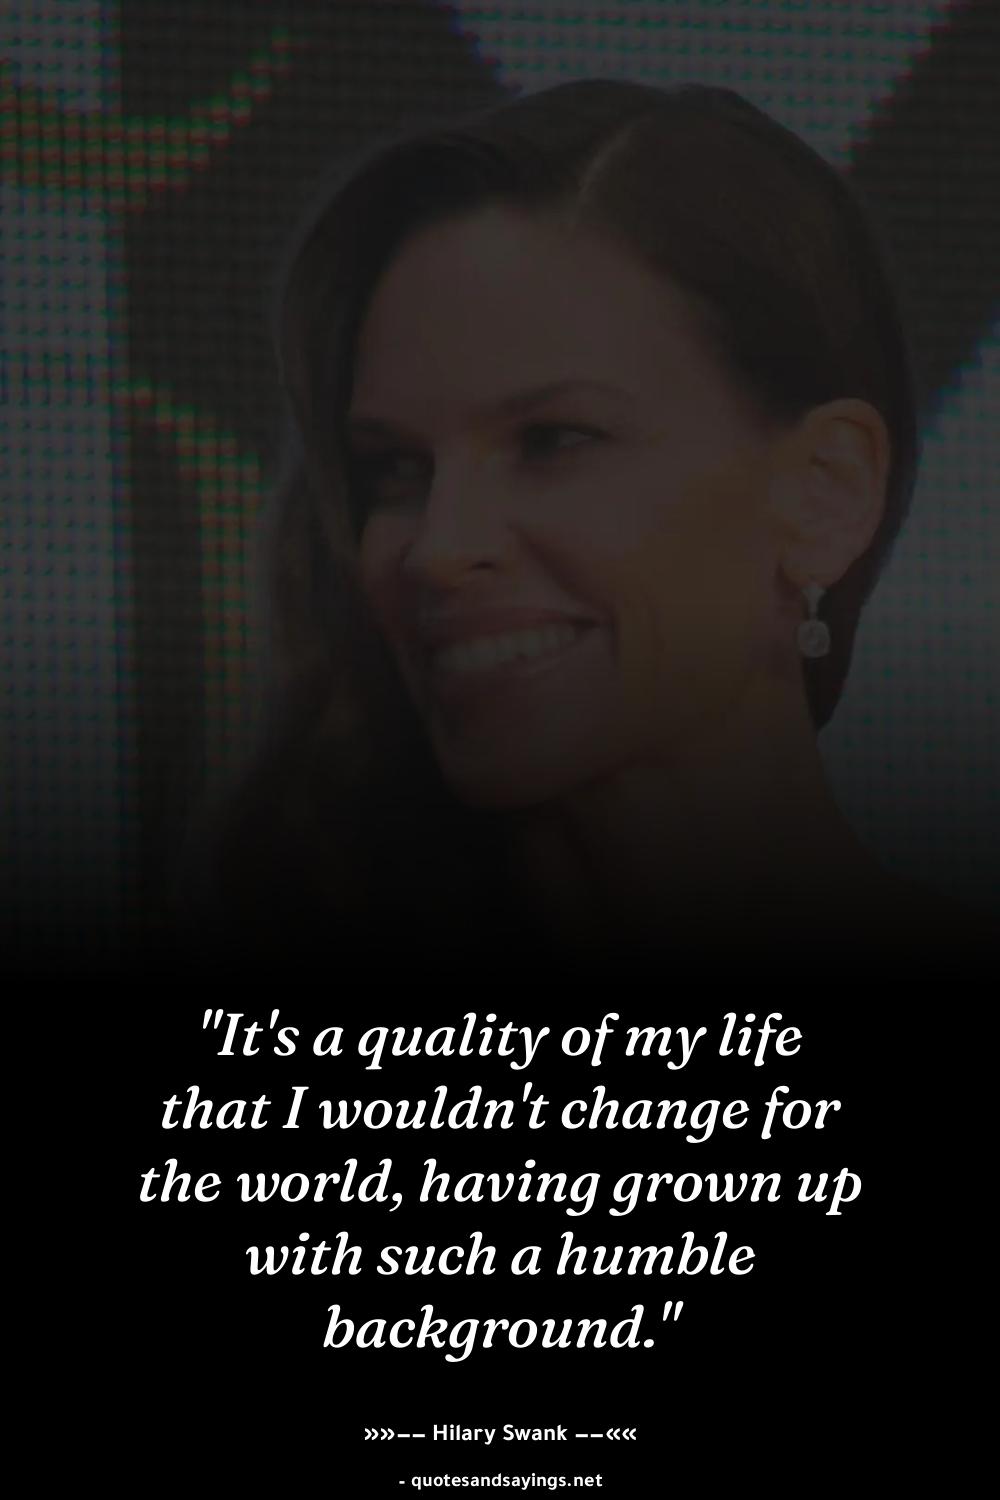 "It's a quality of my life
that I wouldn't change for
the world, having grown up
with such a humble
background."
»»−− Hilary Swank −−««
- quotesandsayings.net